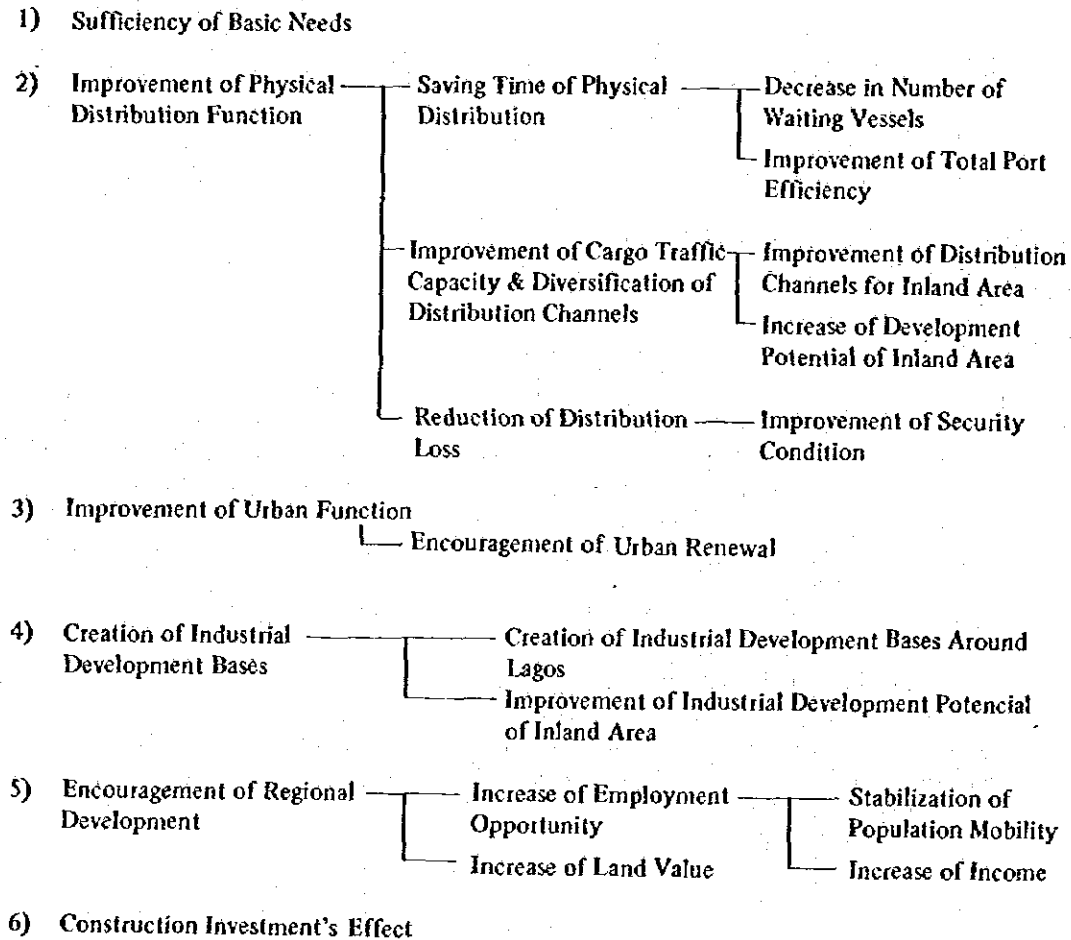 1) Sufficiency of Basic Needs
2) Improvement of Physical Distribution Function
Saving Time of Physical Distribution
Decrease in Number of Waiting Vessels
Improvement of Total Port Efficiency
Improvement of Cargo Traffic Capacity & Diversification of Distribution Channels
Improvement of Distribution Channels for Inland Area
Increase of Development Potential of Inland Area
Reduction of Distribution Loss
Improvement of Security Condition
3) Improvement of Urban Function
Encouragement of Urban Renewal
4) Creation of Industrial Development Bases
Creation of Industrial Development Bases Around Lagos
Improvement of Industrial Development Potencial of Inland Area
5) Encouragement of Regional Development
Increase of Employment Opportunity
Stabilization of Population Mobility
Increase of Income
Increase of Land Value
6) Construction Investment's Effect